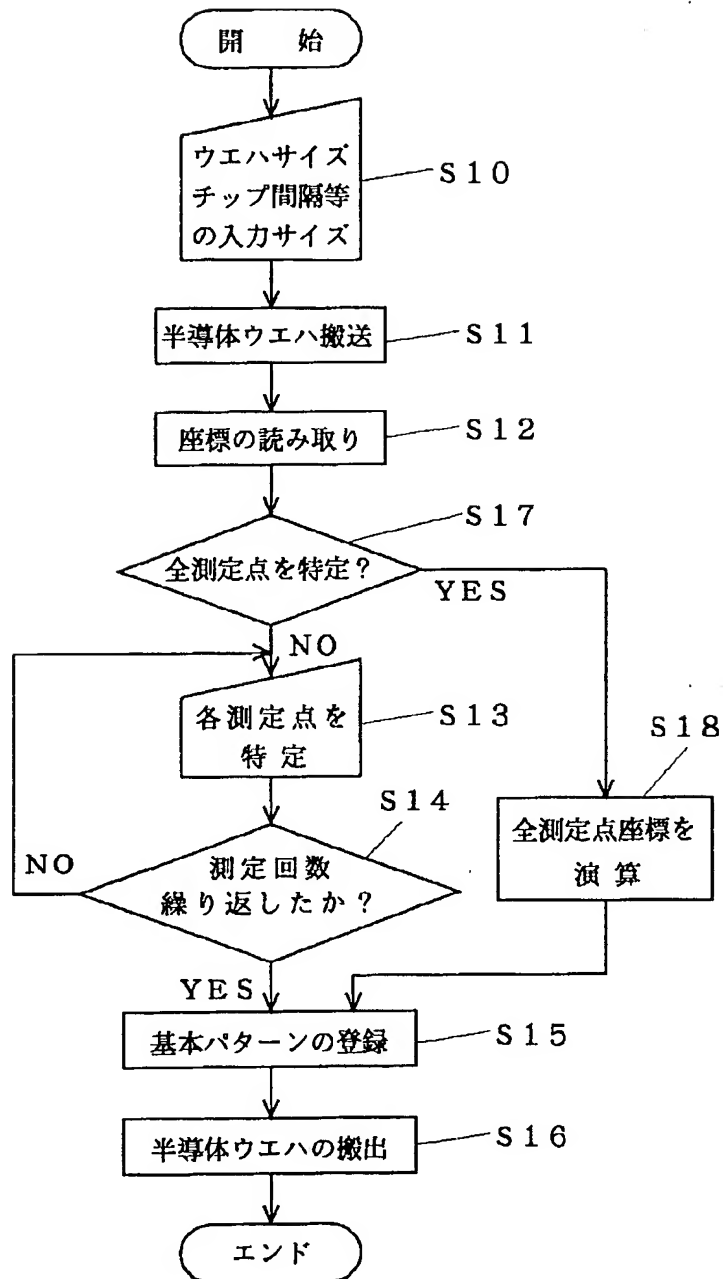 開　始
ウエハサイズ
チップ間隔等
の入力サイズ
S10
半導体ウエハ搬送
S11
座標の読み取り
S12
S17
全測定点を特定？
YES
NO
各測定点を
特定
S13
S18
S14
全測定点座標を
演算
NO
測定回数
繰り返したか？
YES
基本パターンの登録
S15
半導体ウエハの搬出
S16
エンド